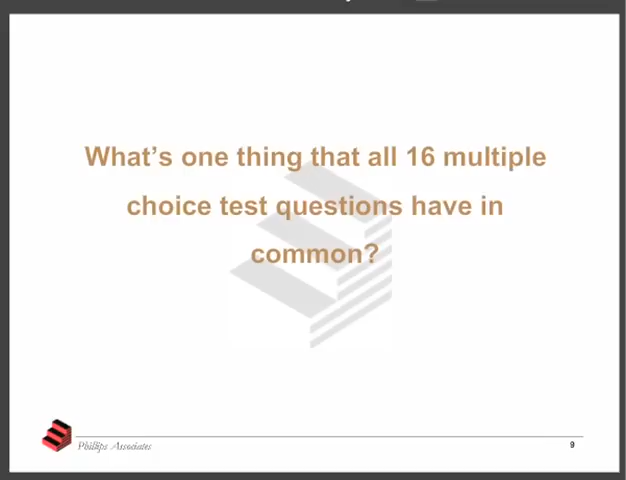 What’s one thing that all 16 multiple
choice test questions have in
common?
Phillips Associates
9